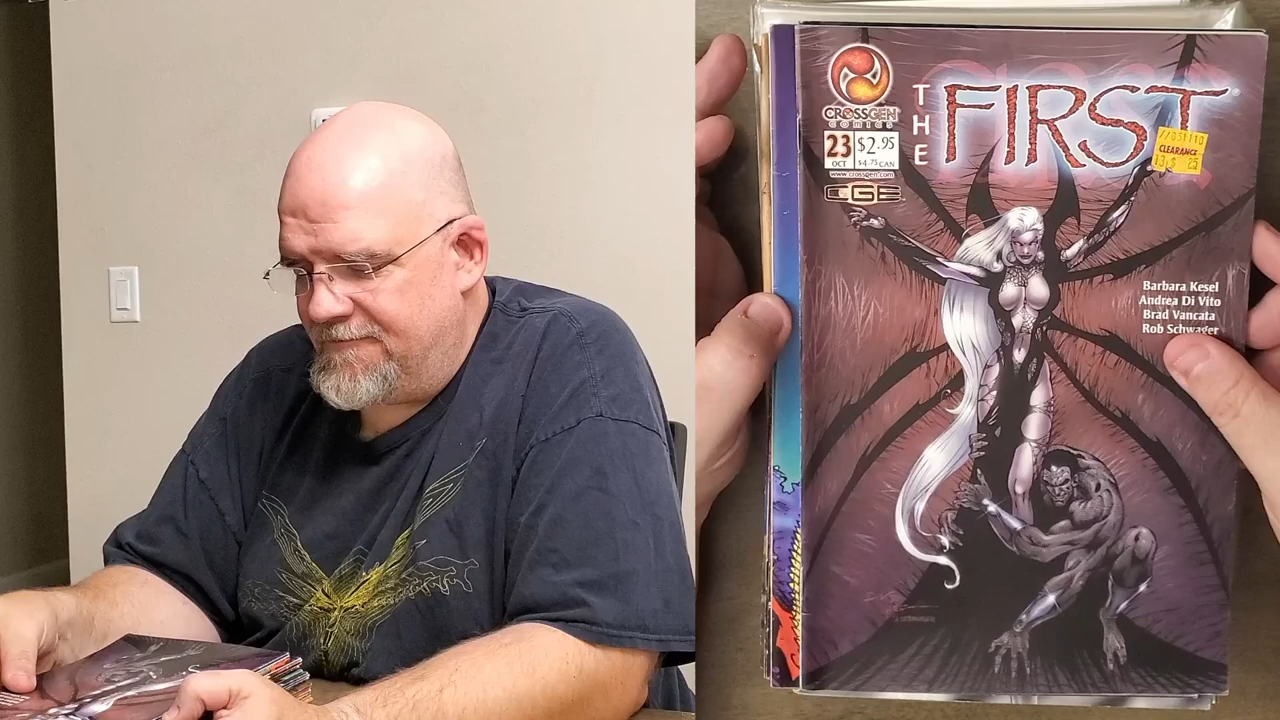 CROSSGEN
COMICS
23
OCT
$2.95
$4.75 CAN
www.crossgen.com
CGE
THE
FIRST
CLEARANCE
Barbara Kesel
Andrea Di Vito
Brad Vancata
Rob Schwager